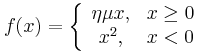 f(x) = { ημx, x ≥ 0
x², x < 0